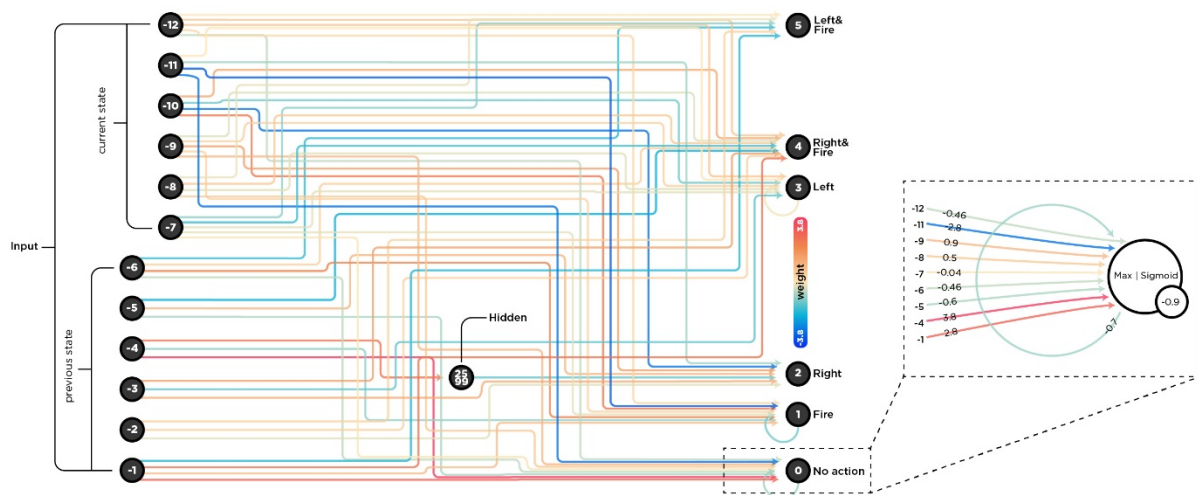 Input
current state
previous state
-12
-11
-10
-9
-8
-7
-6
-5
-4
-3
-2
-1
Hidden
25
99
5
Left&
Fire
4
Right&
Fire
3
Left
3.8
weight
-3.8
2
Right
1
Fire
0
No action
-12 -0.46
-11 -2.8
-9 0.9
-8 0.5
-7 -0.04
-6 -0.46
-5 -0.6
-4 3.8
-1 2.8
Max | Sigmoid
-0.9
-0.7